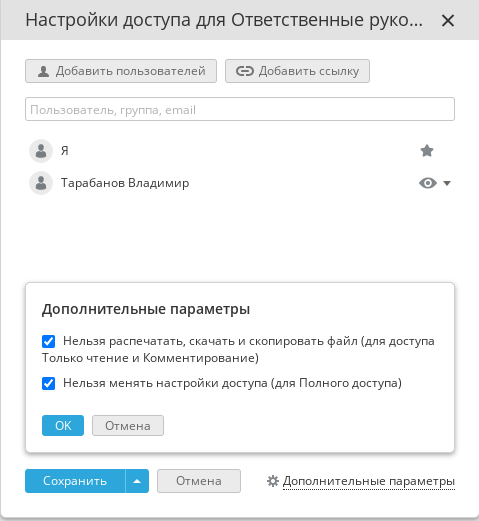 Настройки доступа для Ответственные руко...
Добавить пользователей
Добавить ссылку
Пользователь, группа, email
Я
Тарабанов Владимир
Дополнительные параметры
Нельзя распечатать, скачать и скопировать файл (для доступа
Только чтение и Комментирование)
Нельзя менять настройки доступа (для Полного доступа)
OK
Отмена
Сохранить
Отмена
Дополнительные параметры